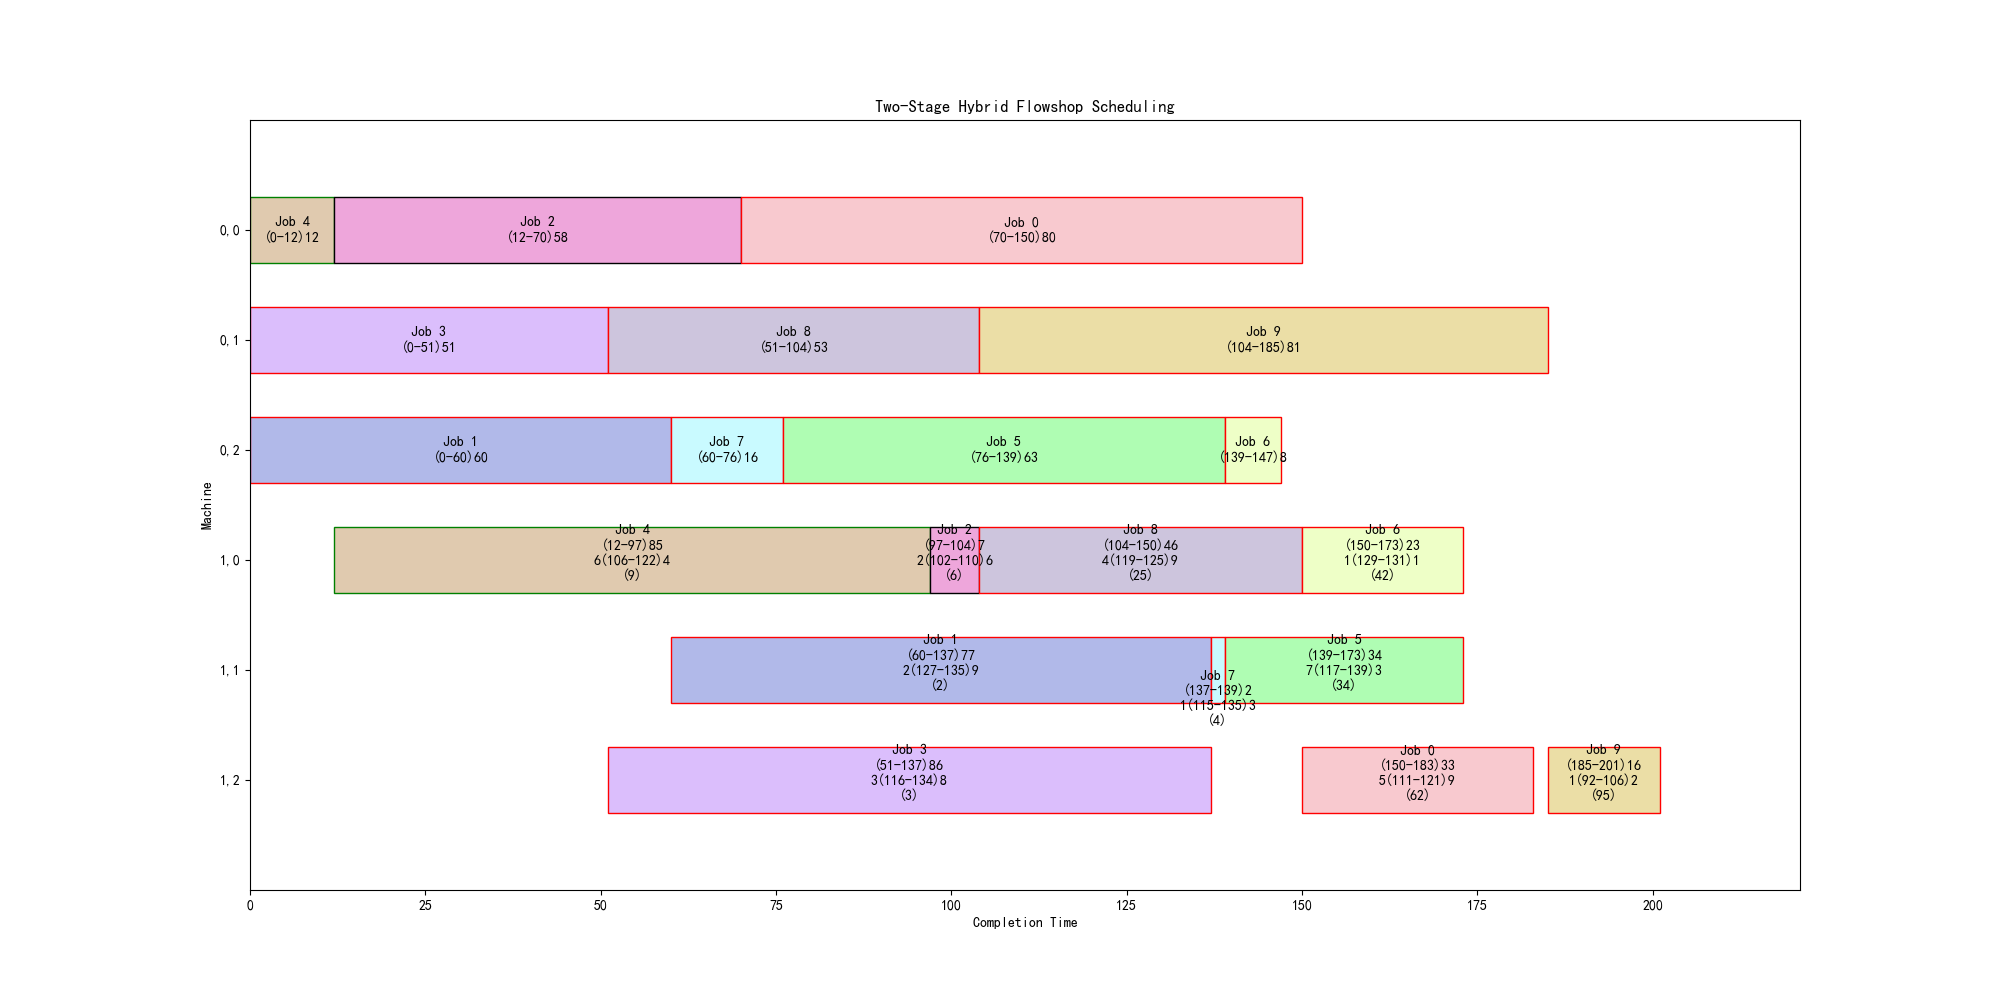 Two-Stage Hybrid Flowshop Scheduling
Machine
0,0
Job 4
(0-12)12
Job 2
(12-70)58
Job 0
(70-150)80
0,1
Job 3
(0-51)51
Job 8
(51-104)53
Job 9
(104-185)81
0,2
Job 1
(0-60)60
Job 7
(60-76)16
Job 5
(76-139)63
Job 6
(139-147)8
1,0
Job 4
(12-97)85
6(106-122)4
(9)
Job 2
(97-104)7
2(102-110)6
(6)
Job 8
(104-150)46
4(119-125)9
(25)
Job 6
(150-173)23
1(129-131)1
(42)
1,1
Job 1
(60-137)77
2(127-135)9
(2)
Job 7
(137-139)2
1(115-135)3
(4)
Job 5
(139-173)34
7(117-139)3
(34)
1,2
Job 3
(51-137)86
3(116-134)8
(3)
Job 0
(150-183)33
5(111-121)9
(62)
Job 9
(185-201)16
1(92-106)2
(95)
0 25 50 75 100 125 150 175 200
Completion Time